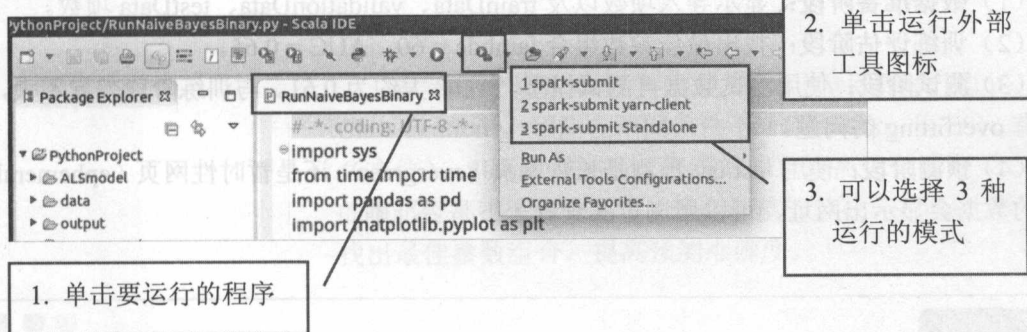 ythonProject/RunNaiveBayesBinary.py - Scala IDE
2. 单击运行外部
工具图标
Package Explorer
RunNaiveBayesBinary
# -*- coding: UTF-8 -*-
import sys
from time import time
import pandas as pd
import matplotlib.pyplot as plt
PythonProject
ALSmodel
data
output
1 spark-submit
2 spark-submit yarn-client
3 spark-submit Standalone
Run As
External Tools Configurations...
Organize Favorites...
3. 可以选择 3 种
运行的模式
1. 单击要运行的程序